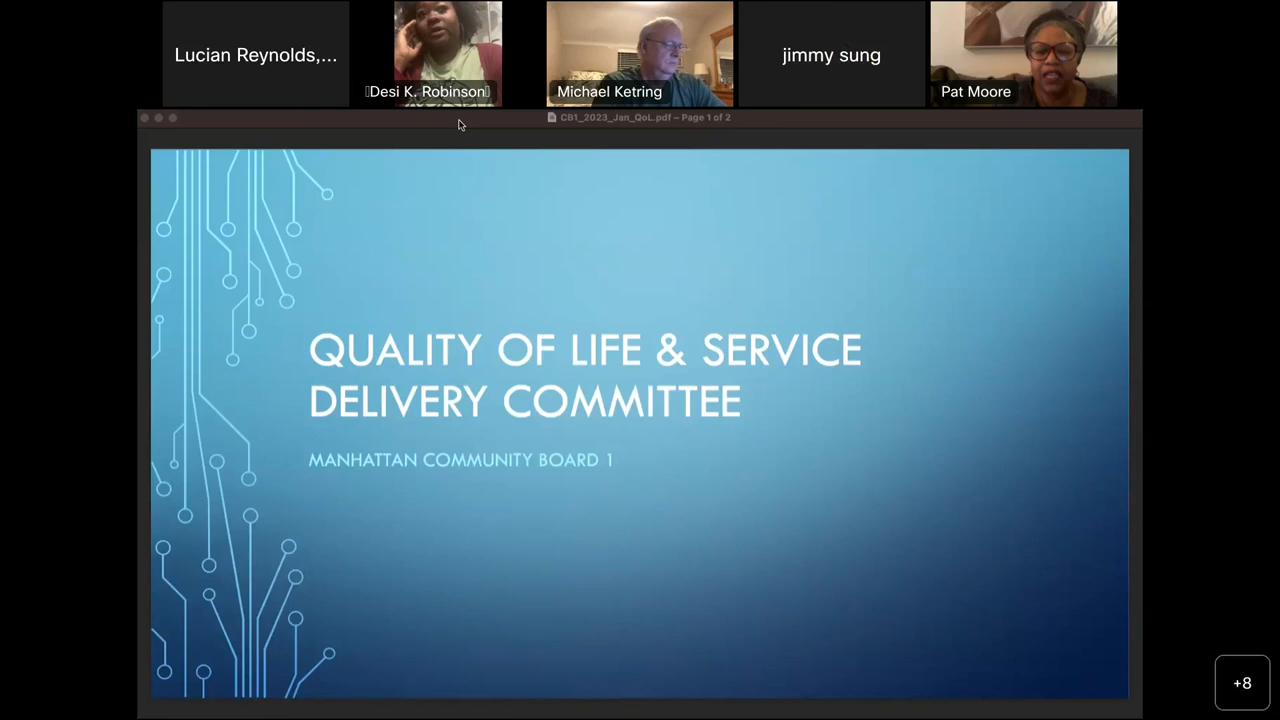 Lucian Reynolds,...
Desi K. Robinson
Michael Ketring
jimmy sung
Pat Moore
CB1_2023_Jan_QoL.pdf – Page 1 of 2
QUALITY OF LIFE & SERVICE
DELIVERY COMMITTEE
MANHATTAN COMMUNITY BOARD 1
+8